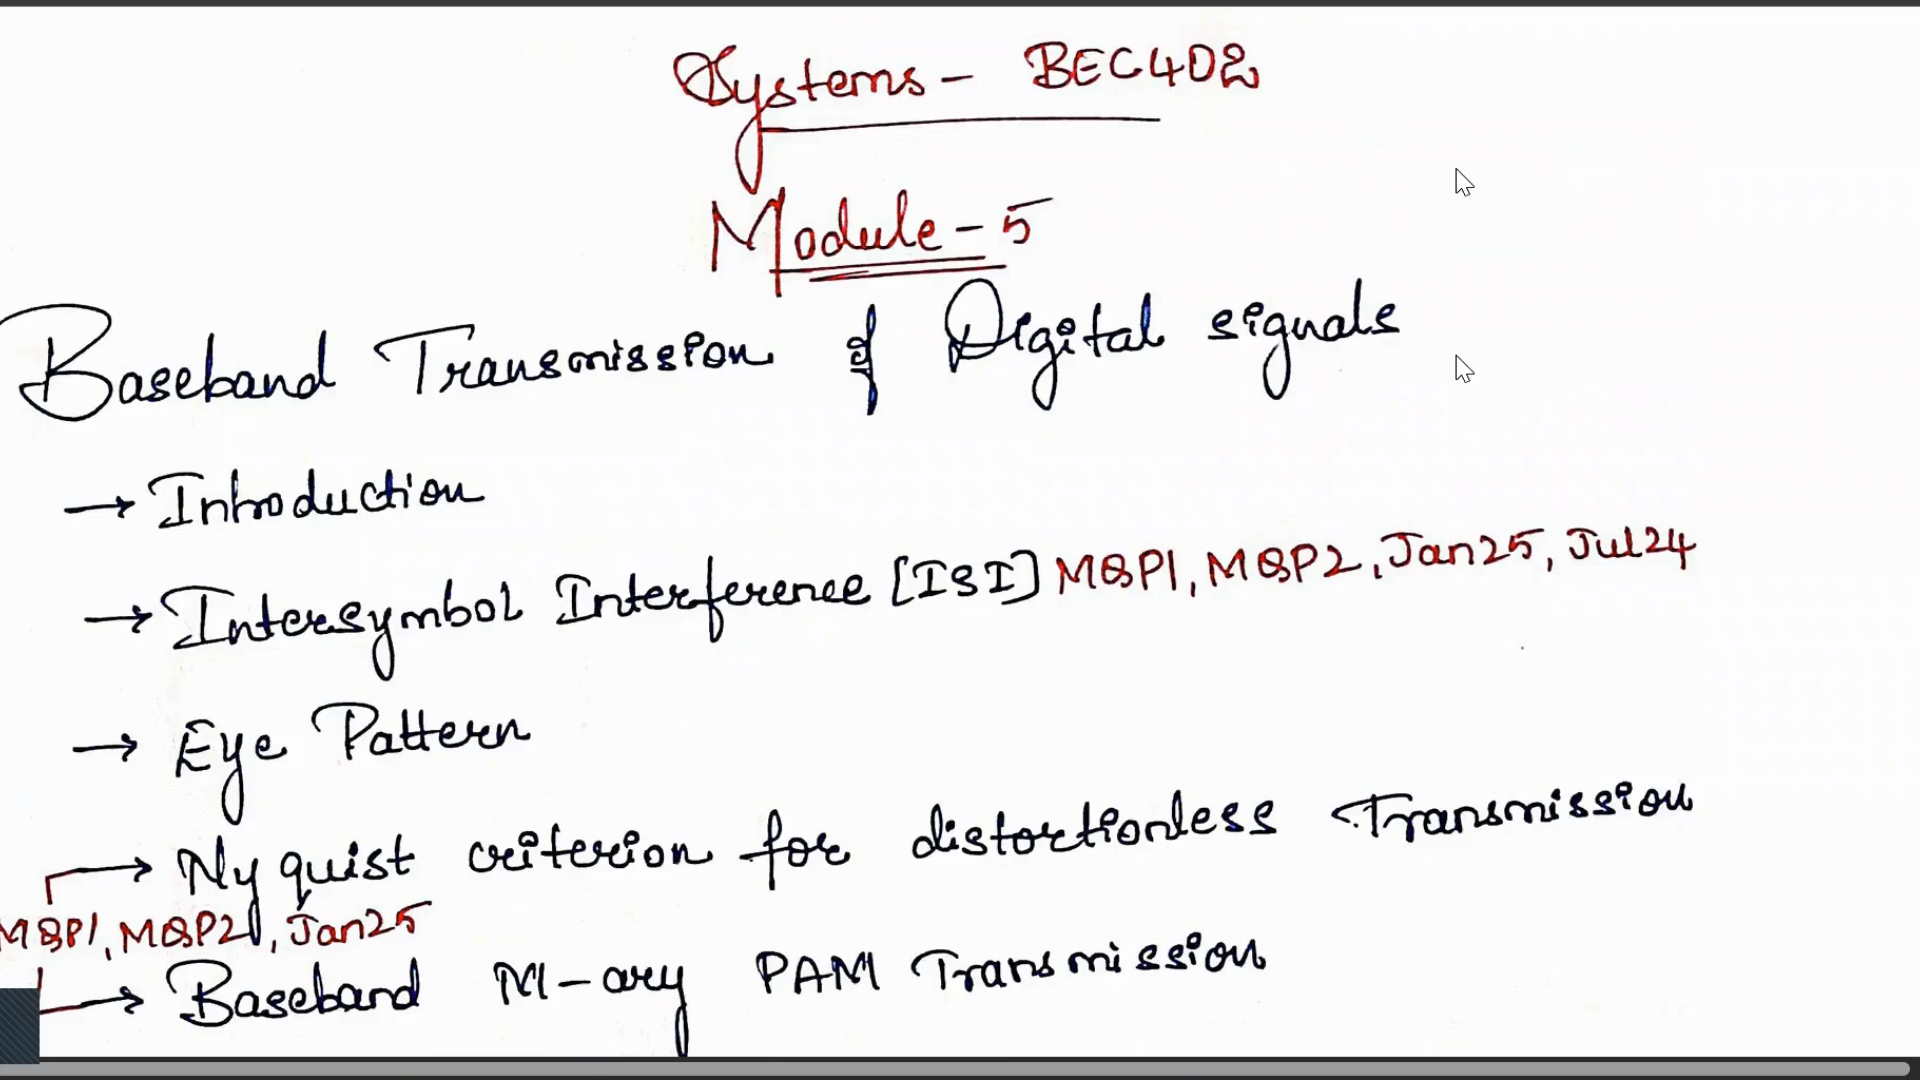 Systems - BEC402
Module - 5
Baseband Transmission of Digital signals
→ Introduction
→ Intersymbol Interference [ISI] MQP1, MQP2, Jan25, Jul24
→ Eye Pattern
→ Nyquist criterion for distortionless Transmission
MQP1, MQP2, Jan25
→ Baseband M-ary PAM Transmission